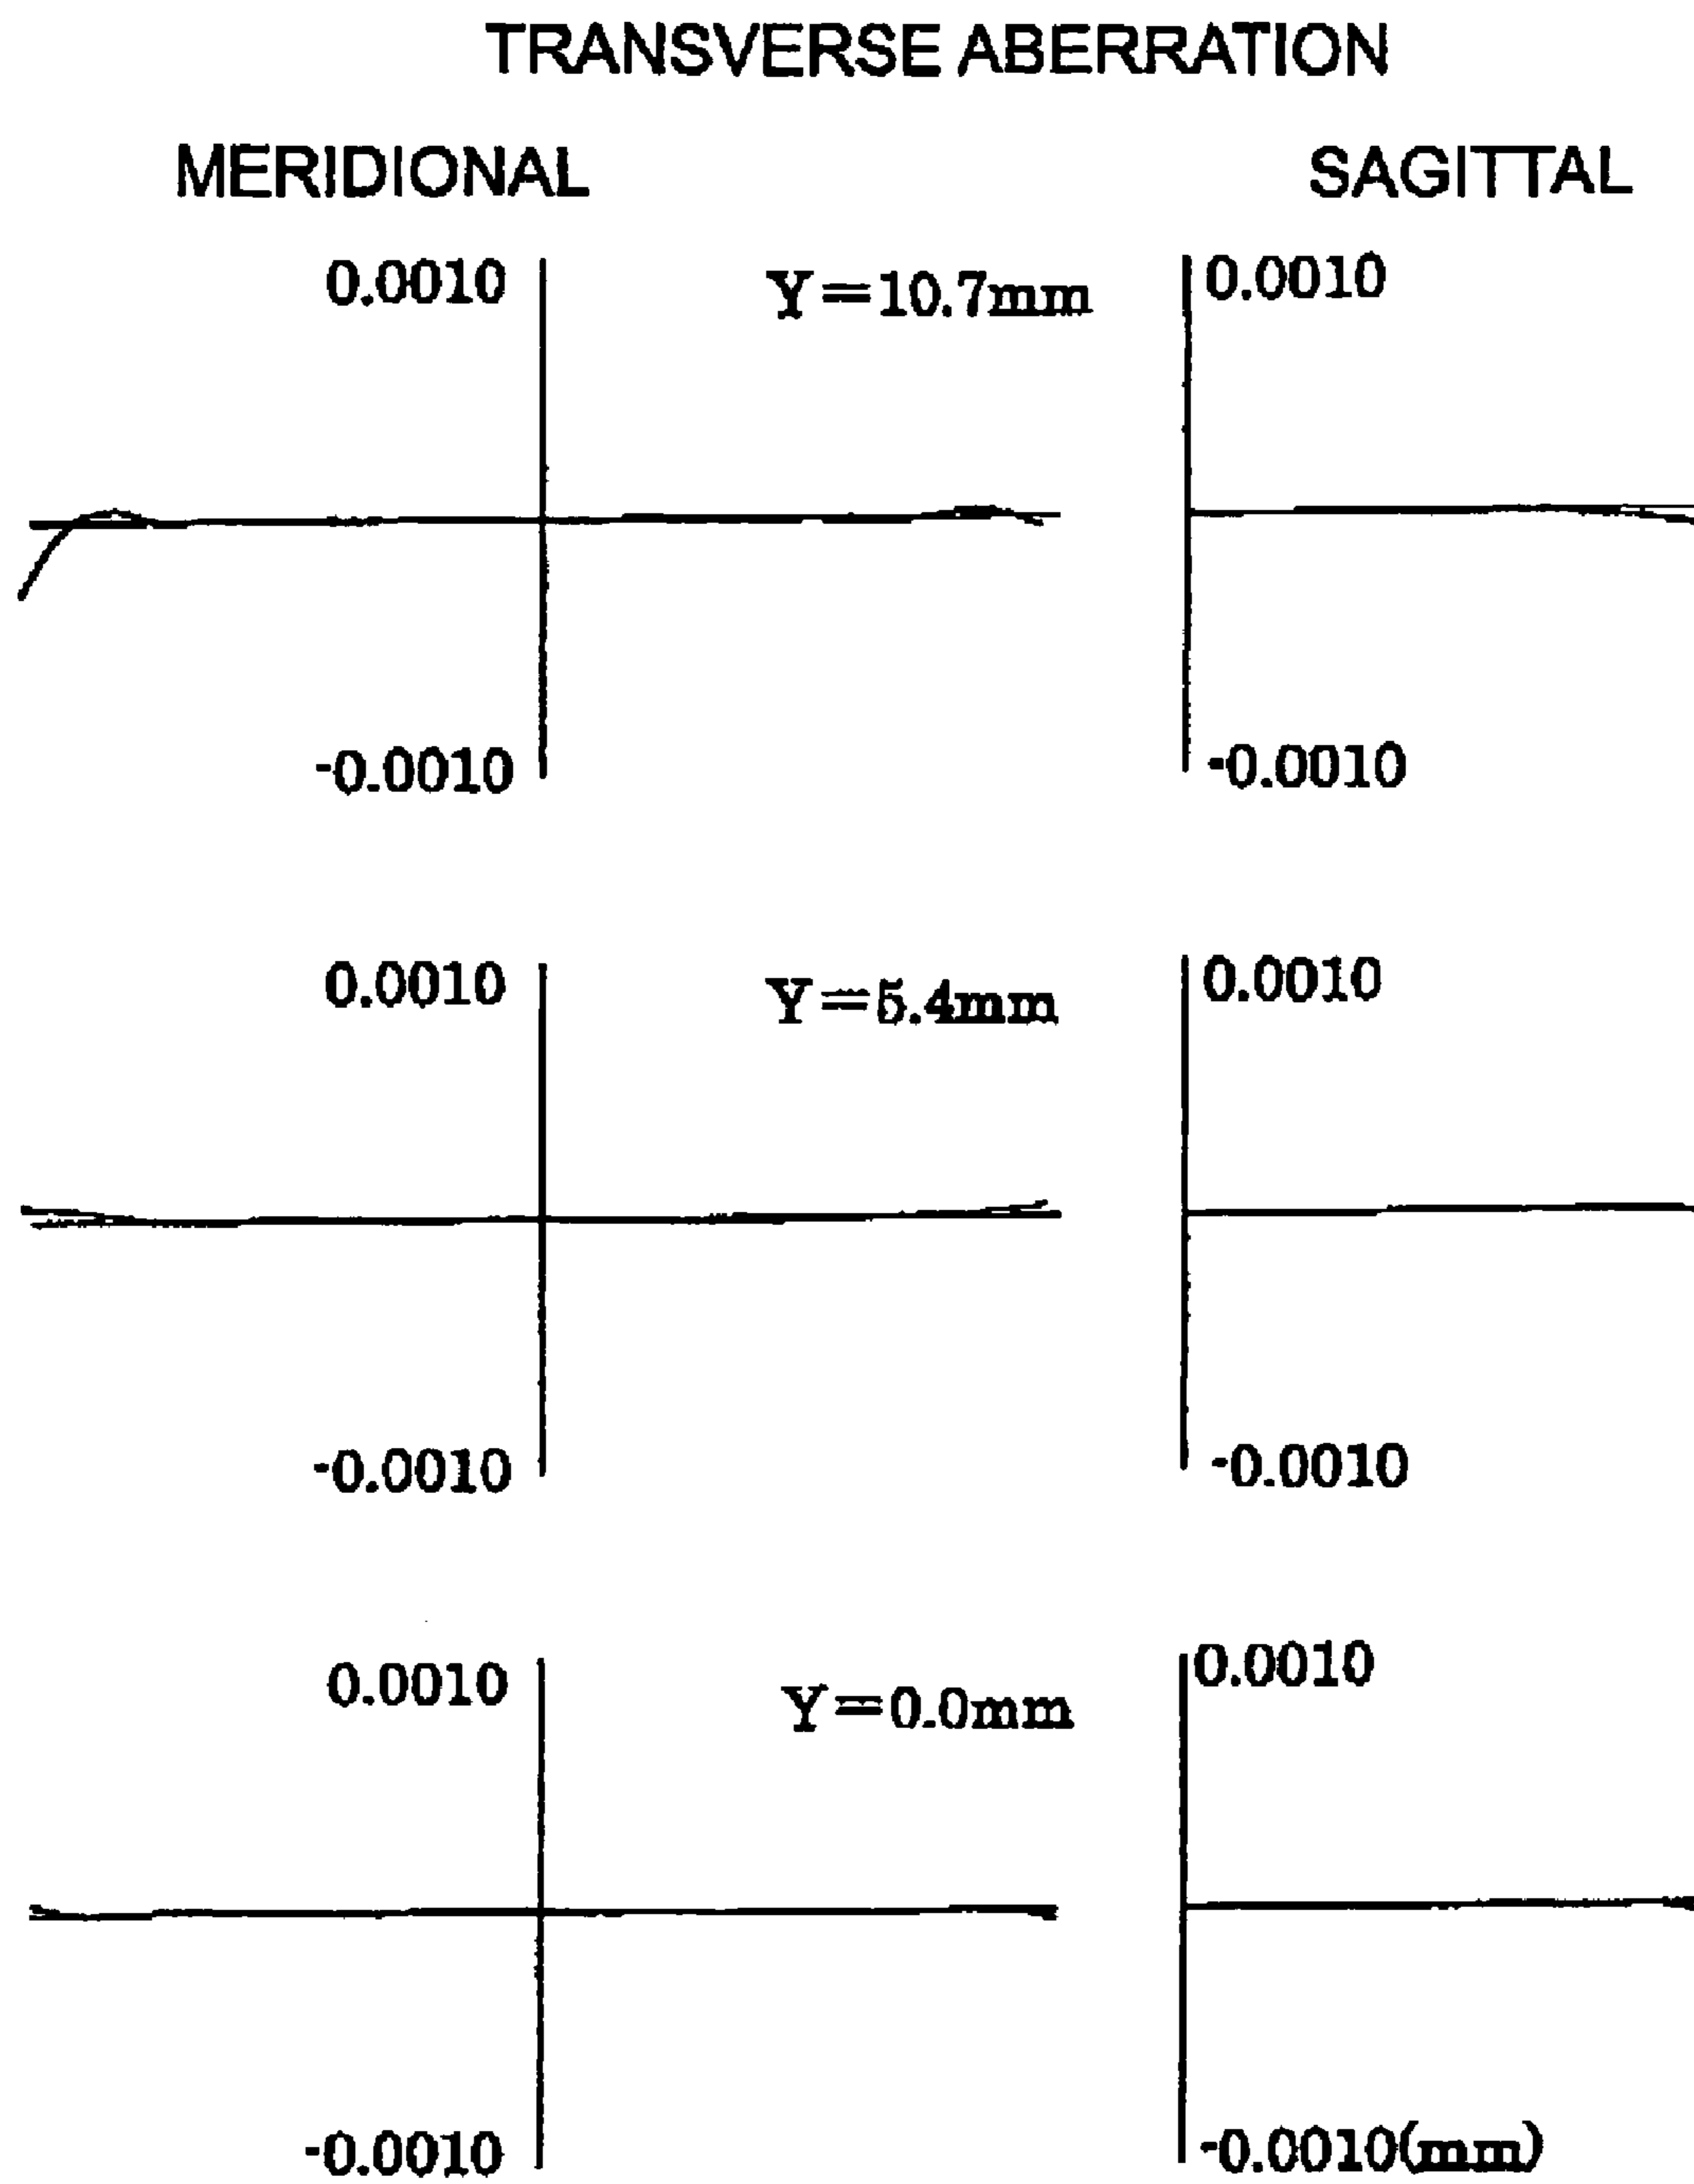 TRANSVERSE ABERRATION
MERIDIONAL SAGITTAL
0.0010 Y=10.7mm 0.0010
-0.0010 -0.0010
0.0010 Y=5.4mm 0.0010
-0.0010 -0.0010
0.0010 Y=0.0mm 0.0010
-0.0010 -0.0010(mm)